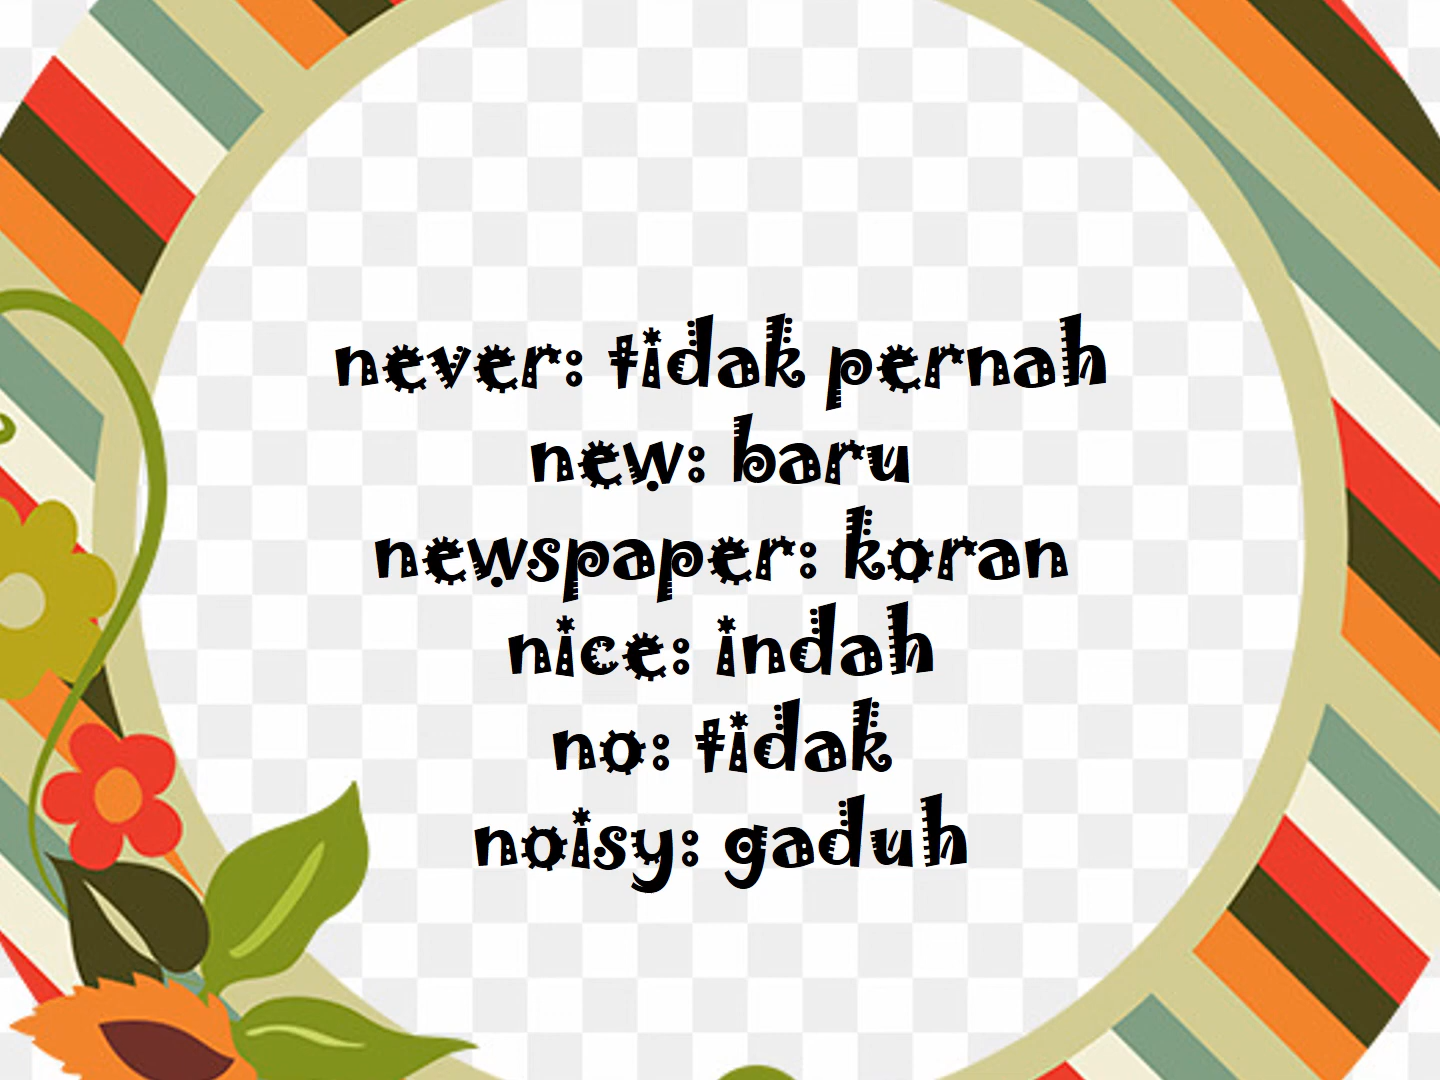 never: tidak pernah
new: baru
newspaper: koran
nice: indah
no: tidak
noisy: gaduh